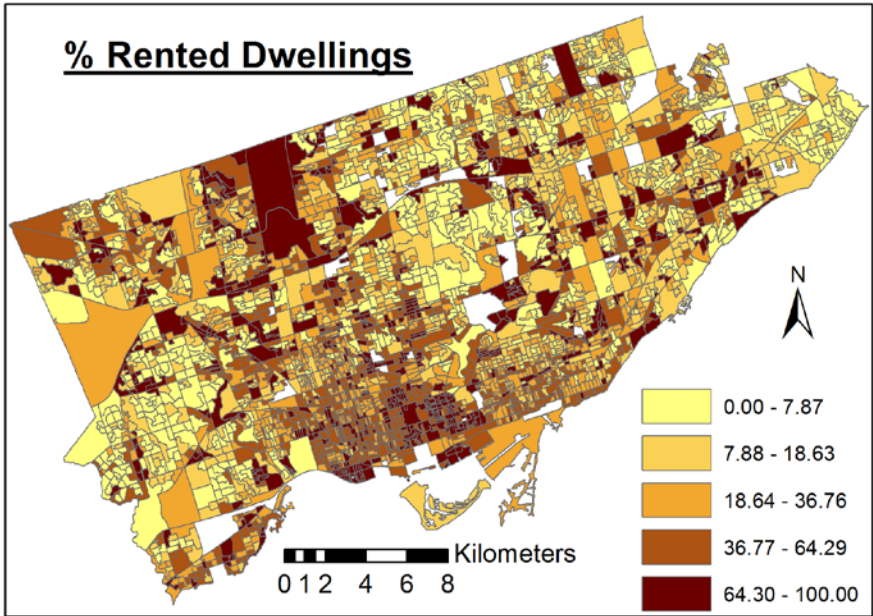 % Rented Dwellings
N
0.00 - 7.87
7.88 - 18.63
18.64 - 36.76
36.77 - 64.29
64.30 - 100.00
Kilometers
0 1 2 4 6 8